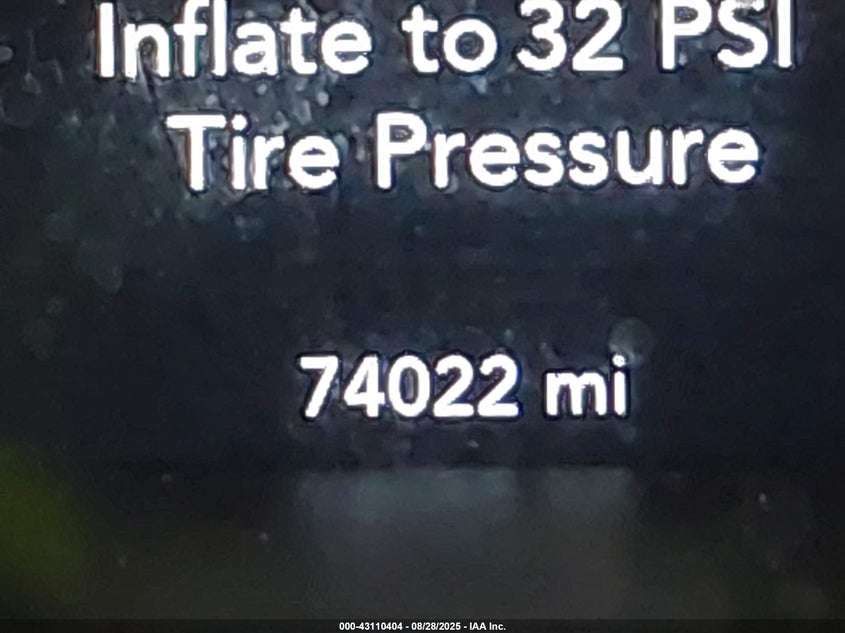 Inflate to 32 PSI
Tire Pressure
74022 mi
000-43110404 - 08/28/2025 - IAA Inc.